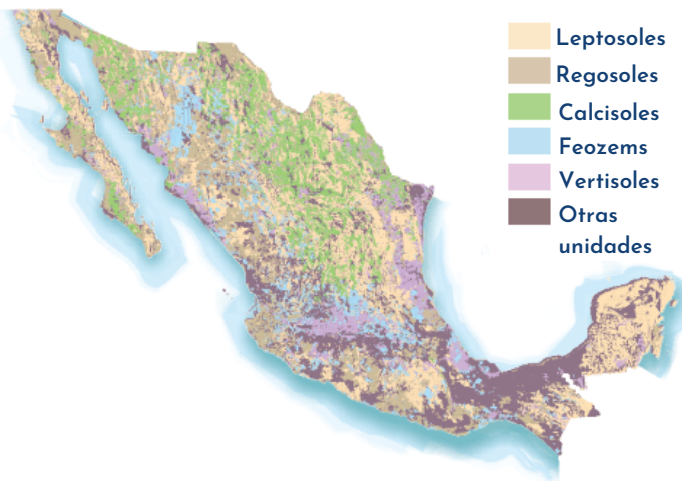 Leptosoles
Regosoles
Calcisoles
Feozems
Vertisoles
Otras
unidades